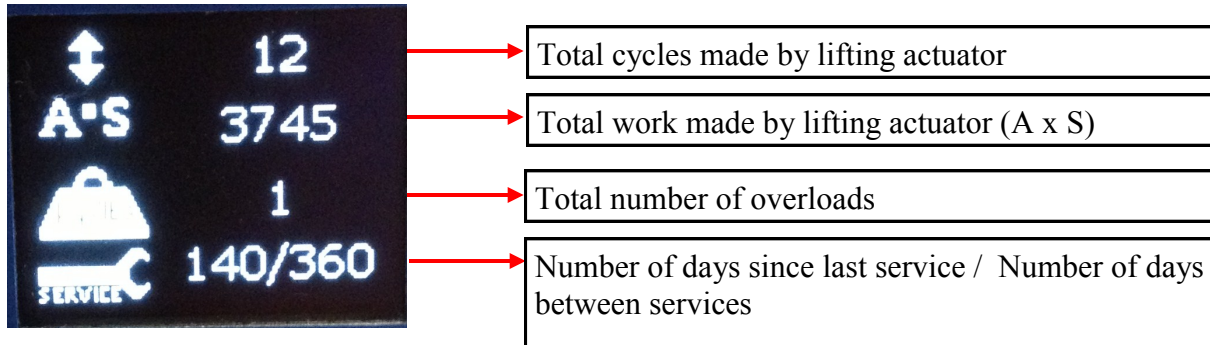 12
Total cycles made by lifting actuator
A•S 3745
Total work made by lifting actuator (A x S)
1
Total number of overloads
SERVICE 140/360
Number of days since last service / Number of days
between services